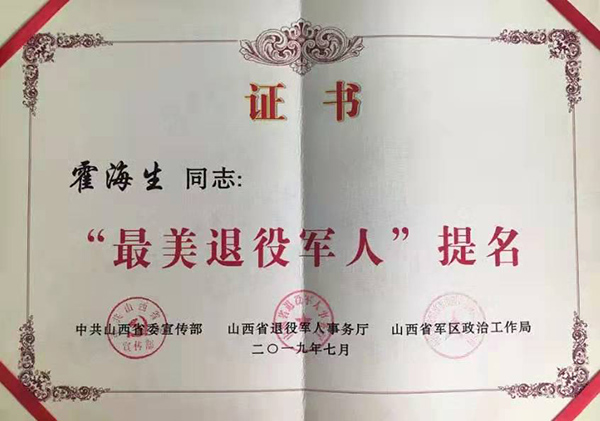 证书
霍海生 同志:
“最美退役军人”提名
中共山西省委宣传部 山西省退役军人事务厅 山西省军区政治工作局
二〇一九年七月